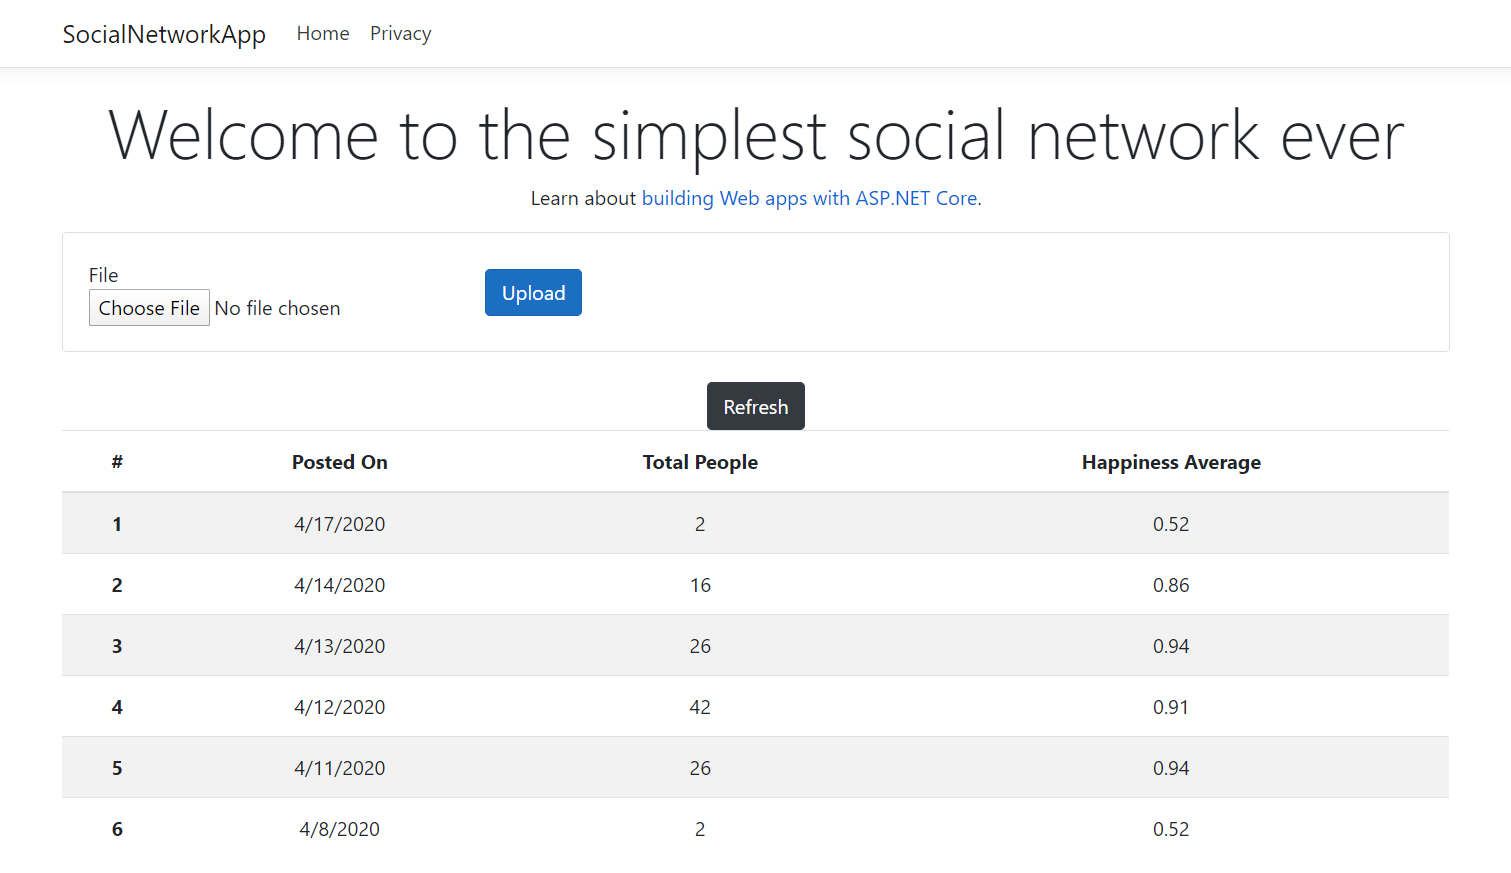 SocialNetworkApp Home Privacy
Welcome to the simplest social network ever
Learn about building Web apps with ASP.NET Core.
File
Choose File No file chosen
Upload
Refresh
# Posted On Total People Happiness Average
1 4/17/2020 2 0.52
2 4/14/2020 16 0.86
3 4/13/2020 26 0.94
4 4/12/2020 42 0.91
5 4/11/2020 26 0.94
6 4/8/2020 2 0.52